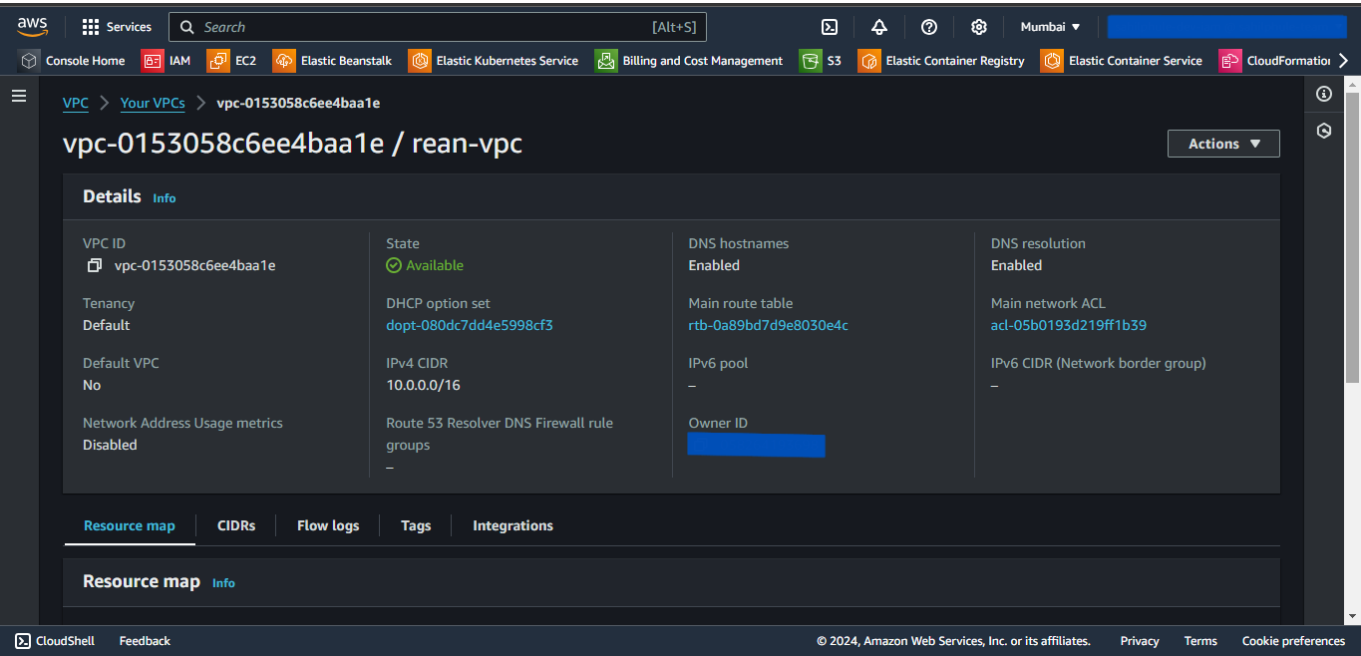 aws Services Search [Alt+S] Mumbai ▼
Console Home IAM EC2 Elastic Beanstalk Elastic Kubernetes Service Billing and Cost Management S3 Elastic Container Registry Elastic Container Service CloudFormation
VPC > Your VPCs > vpc-0153058c6ee4baa1e
vpc-0153058c6ee4baa1e / rean-vpc
Actions ▼
Details Info
VPC ID State DNS hostnames DNS resolution
vpc-0153058c6ee4baa1e Available Enabled Enabled
Tenancy DHCP option set Main route table Main network ACL
Default dopt-080dc7dd4e5998cf3 rtb-0a89bd7d9e8030e4c acl-05b0193d219ff1b39
Default VPC IPv4 CIDR IPv6 pool IPv6 CIDR (Network border group)
No 10.0.0.0/16 – –
Network Address Usage metrics Route 53 Resolver DNS Firewall rule Owner ID
Disabled groups
–
Resource map CIDRs Flow logs Tags Integrations
Resource map Info
CloudShell Feedback © 2024, Amazon Web Services, Inc. or its affiliates. Privacy Terms Cookie preferences